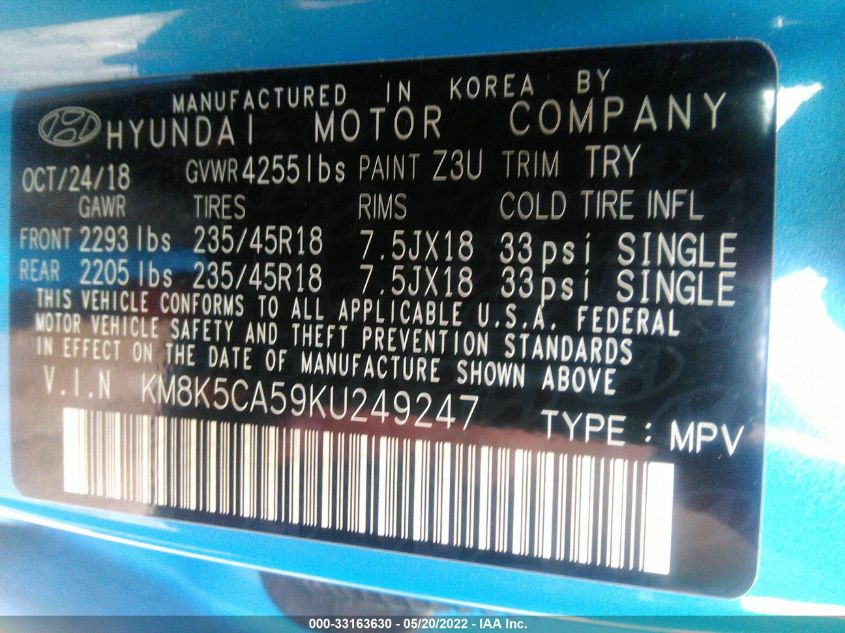 MANUFACTURED IN KOREA BY
HYUNDAI MOTOR COMPANY
OCT/24/18 GVWR 4255lbs PAINT Z3U TRIM TRY
GAWR TIRES RIMS COLD TIRE INFL
FRONT 2293 lbs 235/45R18 7.5JX18 33psi SINGLE
REAR 2205 lbs 235/45R18 7.5JX18 33psi SINGLE
THIS VEHICLE CONFORMS TO ALL APPLICABLE U.S.A. FEDERAL
MOTOR VEHICLE SAFETY AND THEFT PREVENTION STANDARDS
IN EFFECT ON THE DATE OF MANUFACTURE SHOWN ABOVE
V.I.N KM8K5CA59KU249247
TYPE : MPV
000-33163630 - 05/20/2022 - IAA Inc.